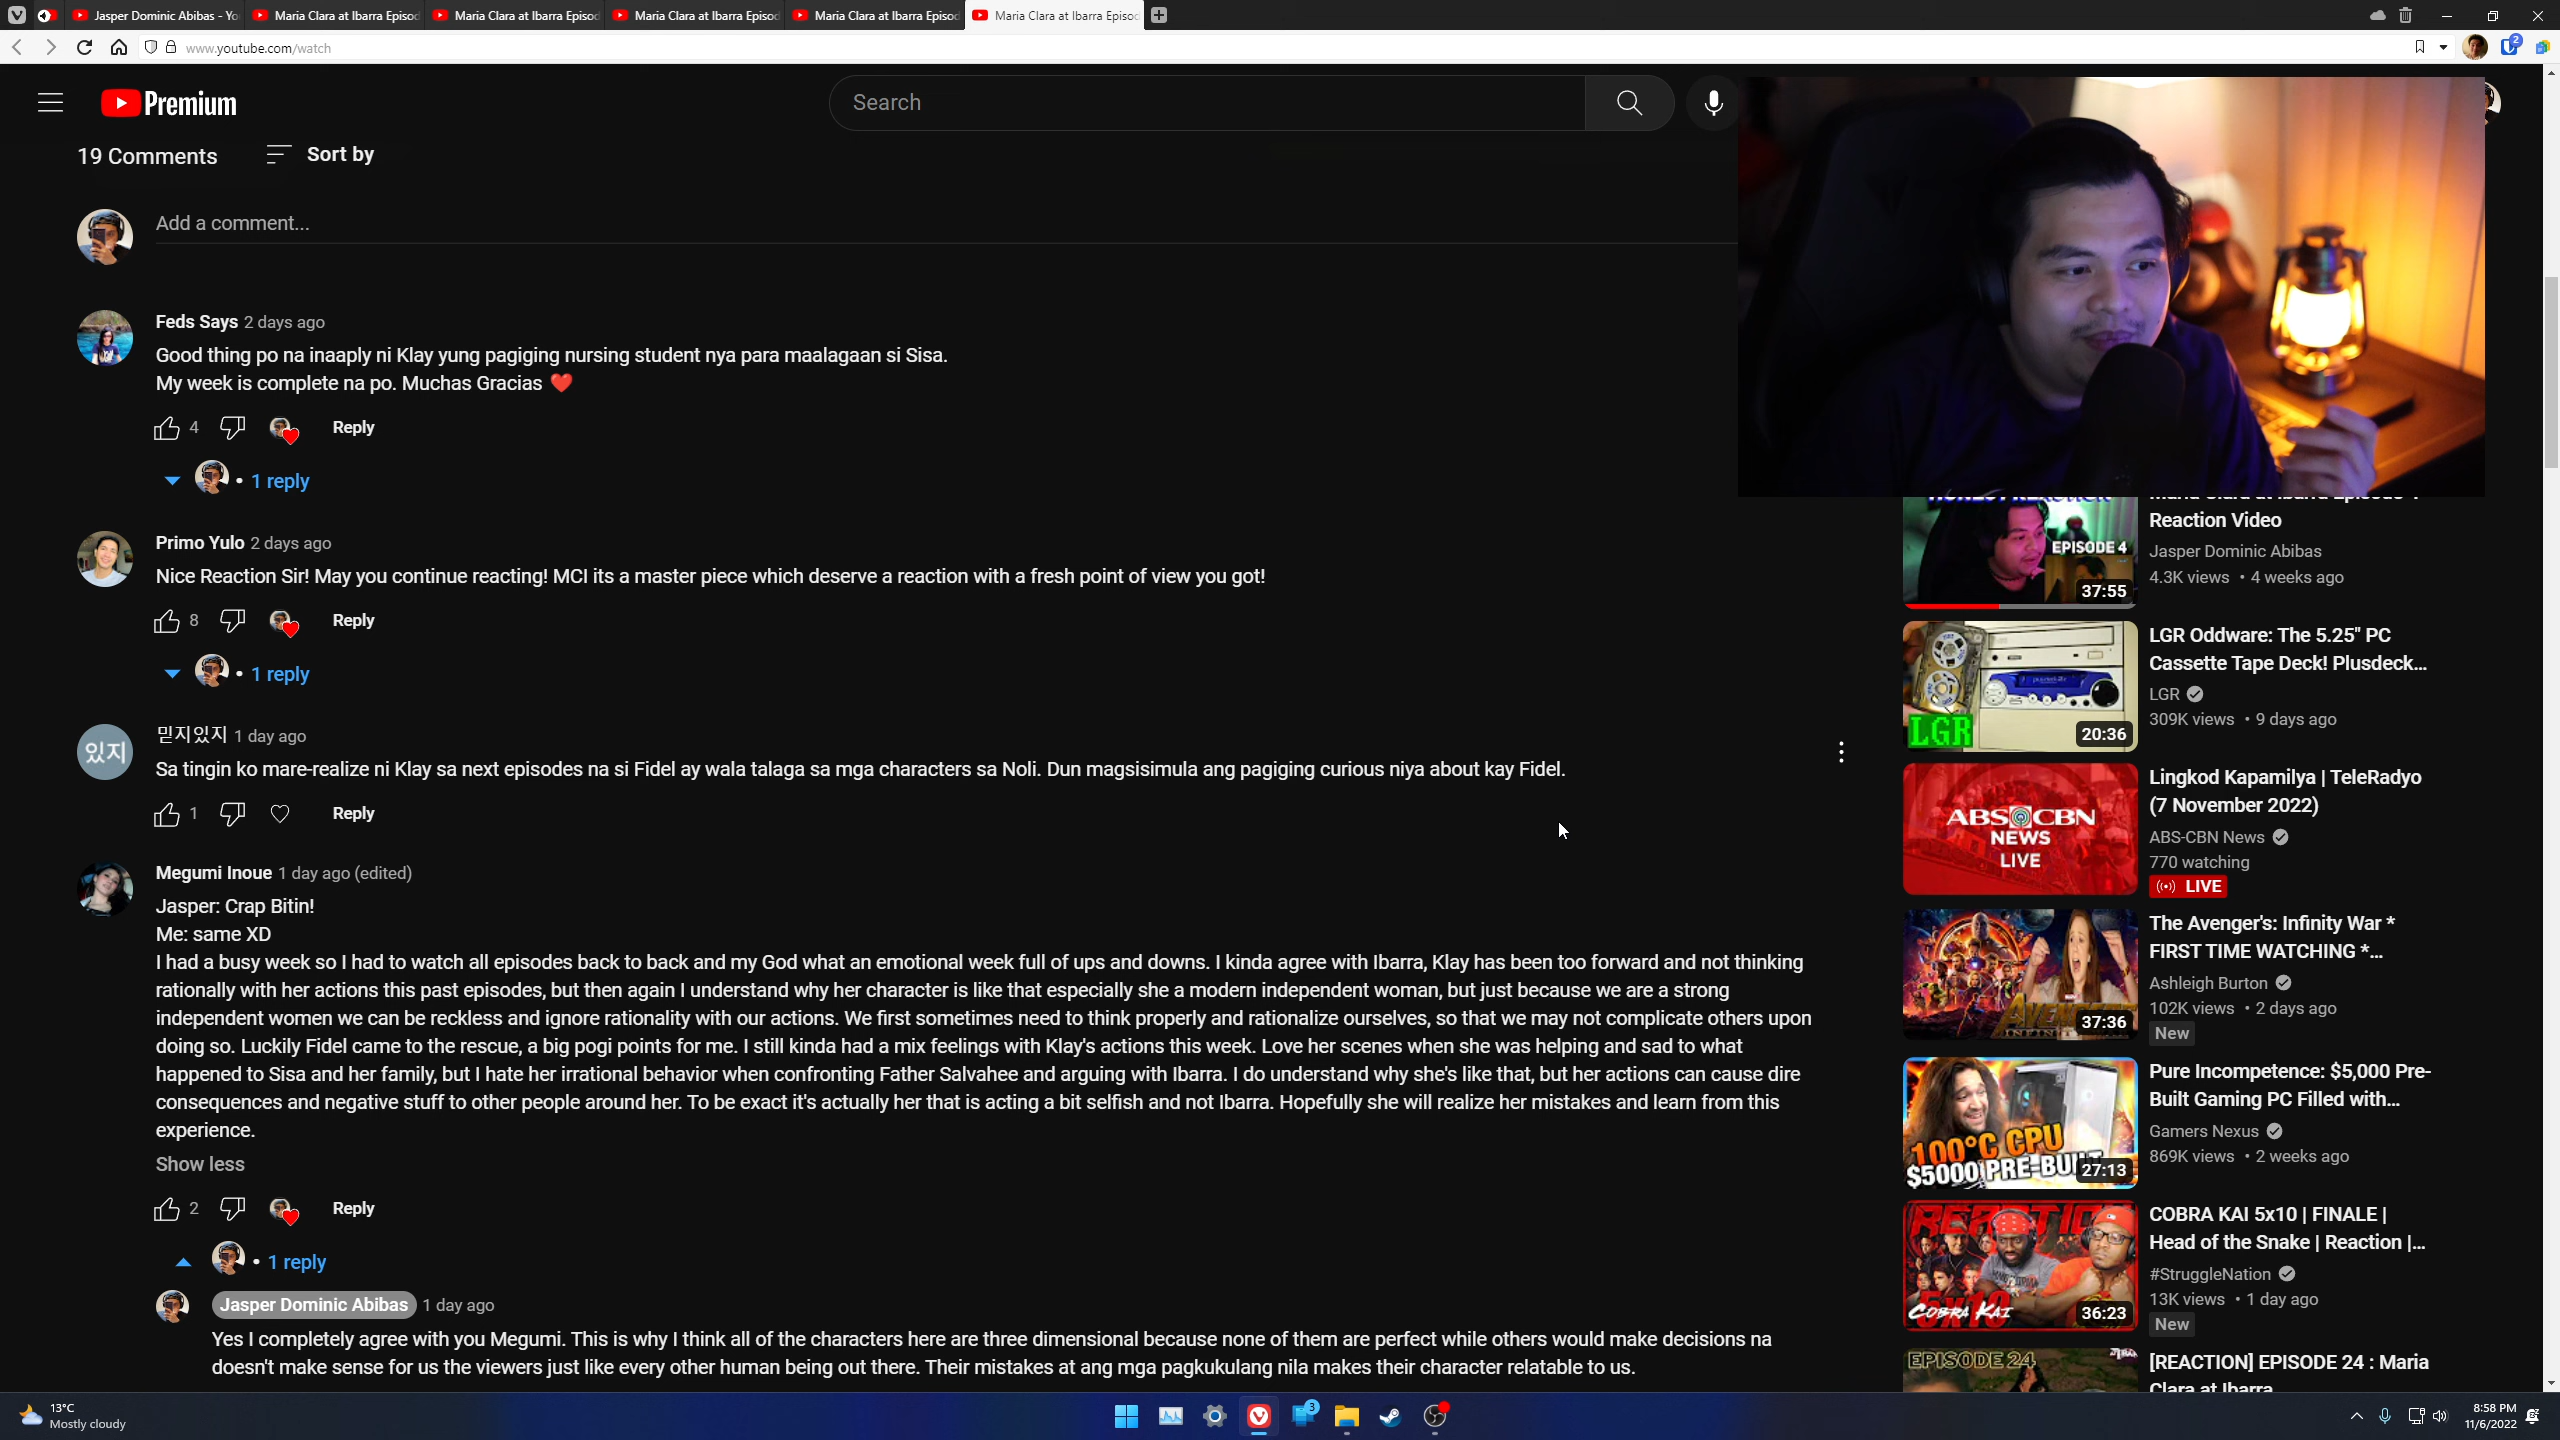 Jasper Dominic Abibas - Yo
Maria Clara at Ibarra Episod
Maria Clara at Ibarra Episod
Maria Clara at Ibarra Episod
Maria Clara at Ibarra Episod
Maria Clara at Ibarra Episod
www.youtube.com/watch
2
Premium
Search
19 Comments
Sort by
Add a comment...
Feds Says 2 days ago
Good thing po na inaaply ni Klay yung pagiging nursing student nya para maalagaan si Sisa.
My week is complete na po. Muchas Gracias ❤️
4
Reply
• 1 reply
Primo Yulo 2 days ago
Nice Reaction Sir! May you continue reacting! MCI its a master piece which deserve a reaction with a fresh point of view you got!
8
Reply
• 1 reply
있지
믿지있지 1 day ago
Sa tingin ko mare-realize ni Klay sa next episodes na si Fidel ay wala talaga sa mga characters sa Noli. Dun magsisimula ang pagiging curious niya about kay Fidel.
1
Reply
Megumi Inoue 1 day ago (edited)
Jasper: Crap Bitin!
Me: same XD
I had a busy week so I had to watch all episodes back to back and my God what an emotional week full of ups and downs. I kinda agree with Ibarra, Klay has been too forward and not thinking
rationally with her actions this past episodes, but then again I understand why her character is like that especially she a modern independent woman, but just because we are a strong
independent women we can be reckless and ignore rationality with our actions. We first sometimes need to think properly and rationalize ourselves, so that we may not complicate others upon
doing so. Luckily Fidel came to the rescue, a big pogi points for me. I still kinda had a mix feelings with Klay's actions this week. Love her scenes when she was helping and sad to what
happened to Sisa and her family, but I hate her irrational behavior when confronting Father Salvahee and arguing with Ibarra. I do understand why she's like that, but her actions can cause dire
consequences and negative stuff to other people around her. To be exact it's actually her that is acting a bit selfish and not Ibarra. Hopefully she will realize her mistakes and learn from this
experience.
Show less
2
Reply
• 1 reply
Jasper Dominic Abibas 1 day ago
Yes I completely agree with you Megumi. This is why I think all of the characters here are three dimensional because none of them are perfect while others would make decisions na
doesn't make sense for us the viewers just like every other human being out there. Their mistakes at ang mga pagkukulang nila makes their character relatable to us.
EPISODE 4
37:55
Reaction Video
Jasper Dominic Abibas
4.3K views • 4 weeks ago
LGR
20:36
LGR Oddware: The 5.25" PC
Cassette Tape Deck! Plusdeck...
LGR
309K views • 9 days ago
ABS CBN
NEWS
LIVE
Lingkod Kapamilya | TeleRadyo
(7 November 2022)
ABS-CBN News
770 watching
LIVE
37:36
The Avenger's: Infinity War *
FIRST TIME WATCHING *...
Ashleigh Burton
102K views • 2 days ago
New
100°C CPU
$5000 PRE-BUILT
27:13
Pure Incompetence: $5,000 Pre-
Built Gaming PC Filled with...
Gamers Nexus
869K views • 2 weeks ago
REACTION
5x10
COBRA KAI
36:23
COBRA KAI 5x10 | FINALE |
Head of the Snake | Reaction |...
#StruggleNation
13K views • 1 day ago
New
EPISODE 24
[REACTION] EPISODE 24 : Maria
Clara at Ibarra
13°C
Mostly cloudy
3
8:58 PM
11/6/2022